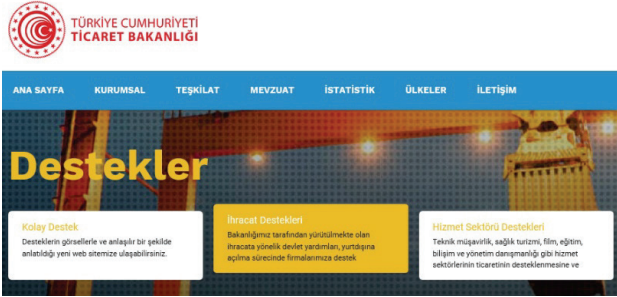 TÜRKİYE CUMHURİYETİ
TİCARET BAKANLIĞI
ANA SAYFA KURUMSAL TEŞKİLAT MEVZUAT İSTATİSTİK ÜLKELER İLETİŞİM
Destekler
Kolay Destek
Desteklerin görsellerle ve anlaşılır bir şekilde
anlatıldığı yeni web sitemize ulaşabilirsiniz.
İhracat Destekleri
Bakanlığımız tarafından yürütülmekte olan
ihracata yönelik devlet yardımları, yurtdışına
açılma sürecinde firmalarımıza destek
Hizmet Sektörü Destekleri
Teknik müşavirlik, sağlık turizmi, film, eğitim,
bilişim ve yönetim danışmanlığı gibi hizmet
sektörlerinin ticaretinin desteklenmesine ve